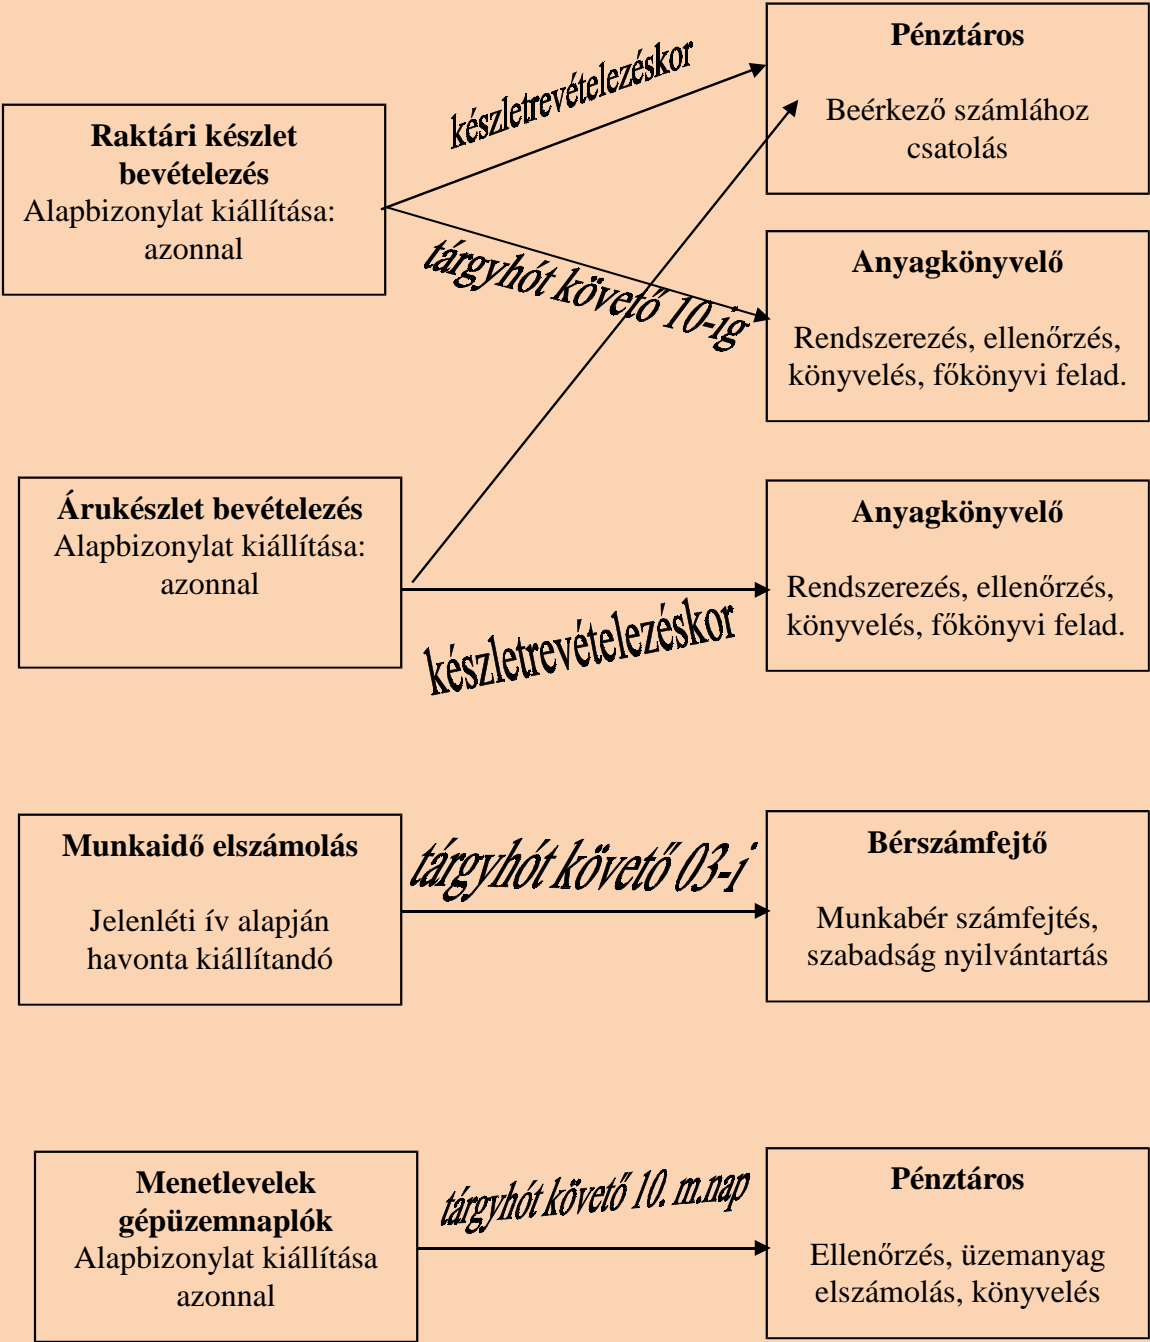 Pénztáros
Beérkező számlához
csatolás
készletrevételezéskor
Raktári készlet
bevételezés
Alapbizonylat kiállítása:
azonnal
tárgyhót követő 10-ig
Anyagkönyvelő
Rendszerezés, ellenőrzés,
könyvelés, főkönyvi felad.
Árukészlet bevételezés
Alapbizonylat kiállítása:
azonnal
készletrevételezéskor
Anyagkönyvelő
Rendszerezés, ellenőrzés,
könyvelés, főkönyvi felad.
Munkaidő elszámolás
Jelenléti ív alapján
havonta kiállítandó
tárgyhót követő 03-i
Bérszámfejtő
Munkabér számfejtés,
szabadság nyilvántartás
Menetlevelek
gépüzemnaplók
Alapbizonylat kiállítása
azonnal
tárgyhót követő 10. m.nap
Pénztáros
Ellenőrzés, üzemanyag
elszámolás, könyvelés